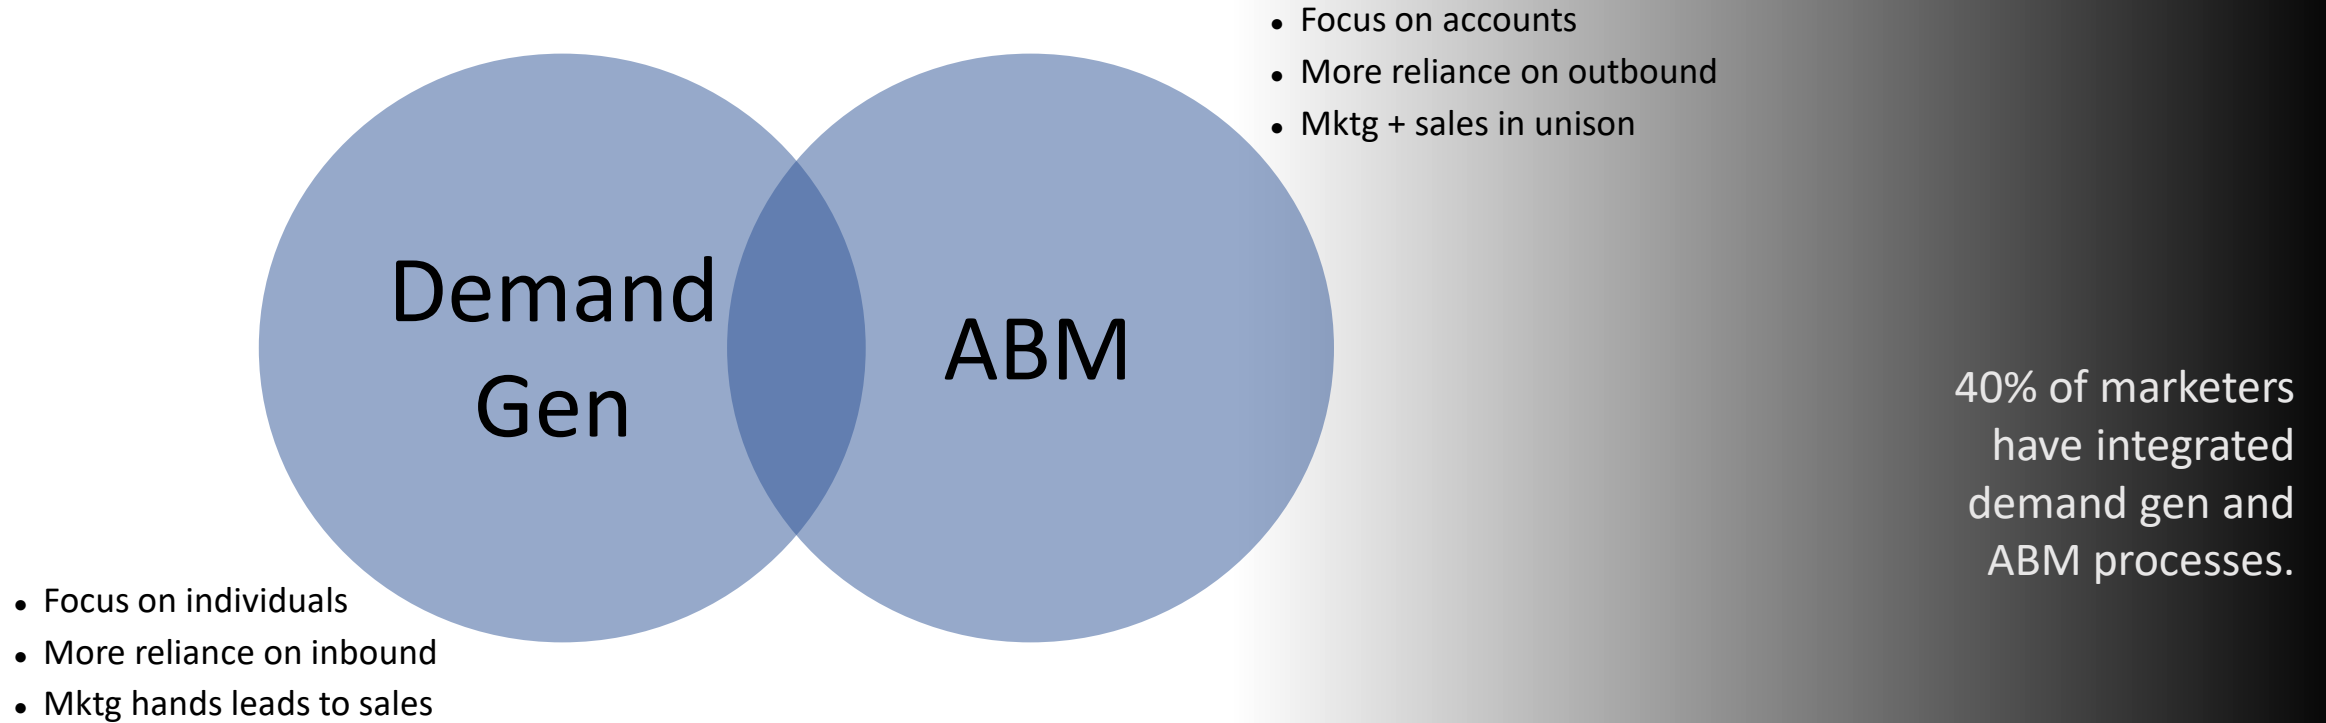 • Focus on accounts
• More reliance on outbound
• Mktg + sales in unison
Demand
Gen
ABM
40% of marketers
have integrated
demand gen and
ABM processes.
• Focus on individuals
• More reliance on inbound
• Mktg hands leads to sales